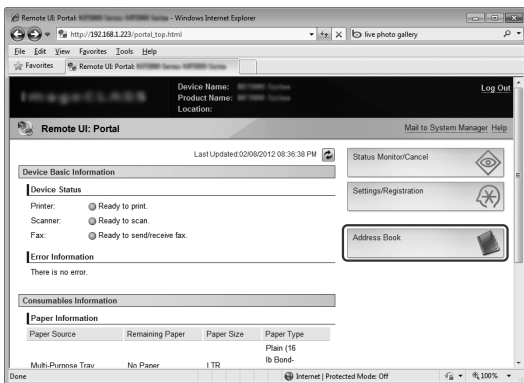 Remote UI: Portal: - Windows Internet Explorer
http://192.168.1.223/portal_top.html
live photo gallery
File Edit View Favorites Tools Help
Favorites
Remote UI: Portal:
Device Name:
Product Name:
Location:
Log Out
Remote UI: Portal
Mail to System Manager Help
Last Updated:02/08/2012 08:36:38 PM
Device Basic Information
Device Status
Printer: Ready to print.
Scanner: Ready to scan.
Fax: Ready to send/receive fax.
Error Information
There is no error.
Consumables Information
Paper Information
Paper Source Remaining Paper Paper Size Paper Type
Plain (16
lb Bond-
Multi-Purpose Tray No Paper LTR
Status Monitor/Cancel
Settings/Registration
Address Book
Done
Internet | Protected Mode: Off
100%